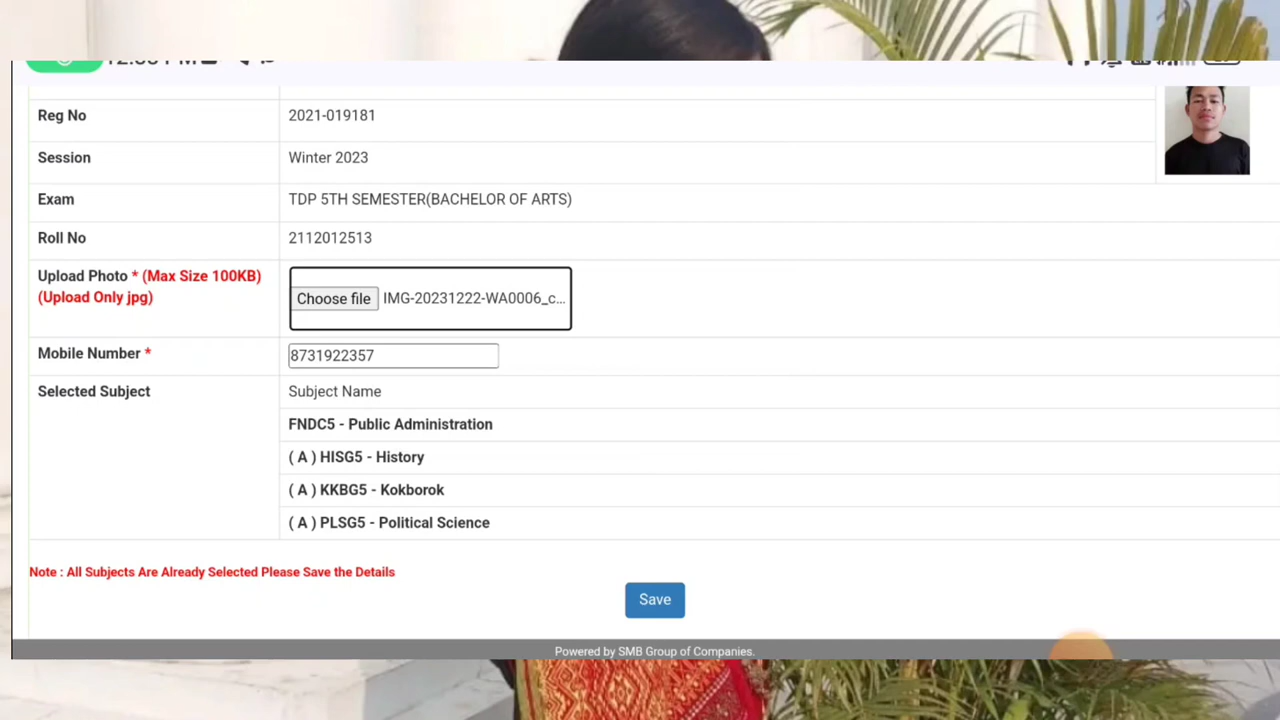 Reg No 2021-019181
Session Winter 2023
Exam TDP 5TH SEMESTER(BACHELOR OF ARTS)
Roll No 2112012513
Upload Photo * (Max Size 100KB)
(Upload Only jpg)
Choose file IMG-20231222-WA0006_c...
Mobile Number * 8731922357
Selected Subject Subject Name
FNDC5 - Public Administration
( A ) HISG5 - History
( A ) KKBG5 - Kokborok
( A ) PLSG5 - Political Science
Note : All Subjects Are Already Selected Please Save the Details
Save
Powered by SMB Group of Companies.